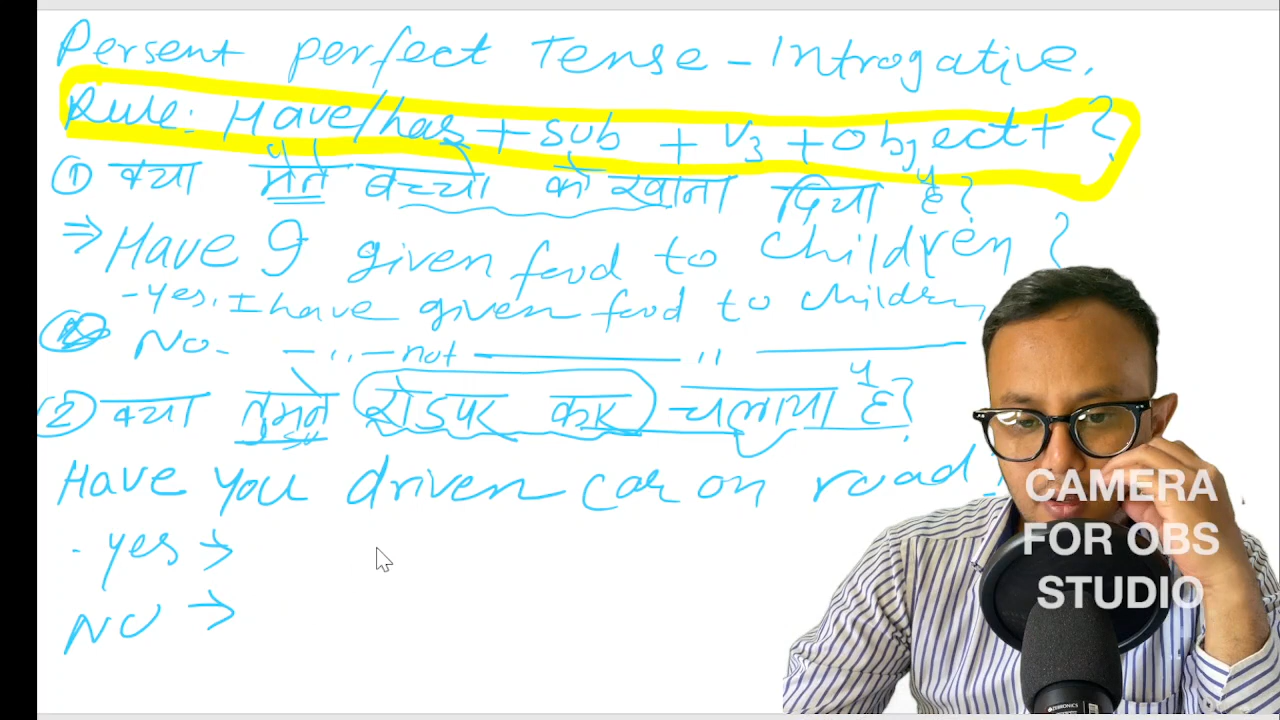 Persent perfect Tense - Introgative.
Rule: Have/has + sub + V3 + object + ?
① क्या मैने बच्चो को खाना दिया है?
⇒ Have I given food to children ?
- Yes, I have given food to children
No - — " — not ——— " ———
(2) क्या तुमने रोडपर कार चलाया है?
Have you driven car on road
- yes →
NO →
CAMERA
FOR OBS
STUDIO
ZEBRONICS